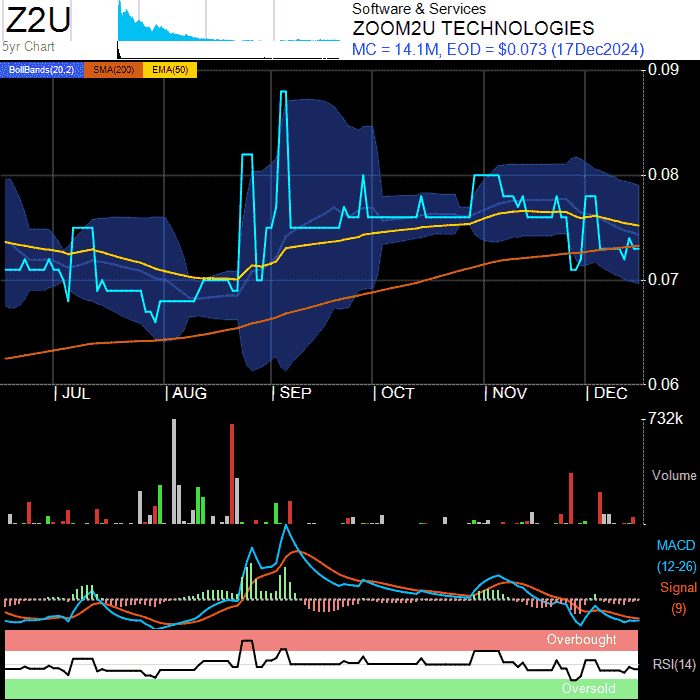 Z2U
5yr Chart
Software & Services
ZOOM2U TECHNOLOGIES
MC = 14.1M, EOD = $0.073 (17Dec2024)
BollBands(20,2) SMA(200) EMA(50)
0.09
0.08
0.07
0.06
JUL AUG SEP OCT NOV DEC
732k
Volume
MACD
(12-26)
Signal
(9)
Overbought
RSI(14)
Oversold